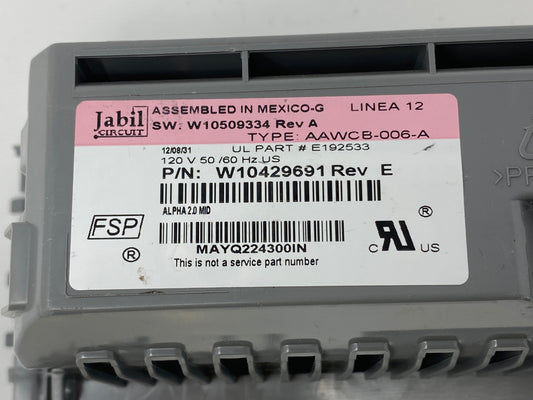 Jabil
CIRCUIT
ASSEMBLED IN MEXICO-G LINEA 12
SW: W10509334 Rev A
TYPE: AAWCB-006-A
12/08/31 UL PART # E192533
120 V 50 /60 Hz US
P/N: W10429691 Rev E
ALPHA 2.0 MID
FSP
®
MAYQ224300IN
This is not a service part number
C RU US
®
>PP